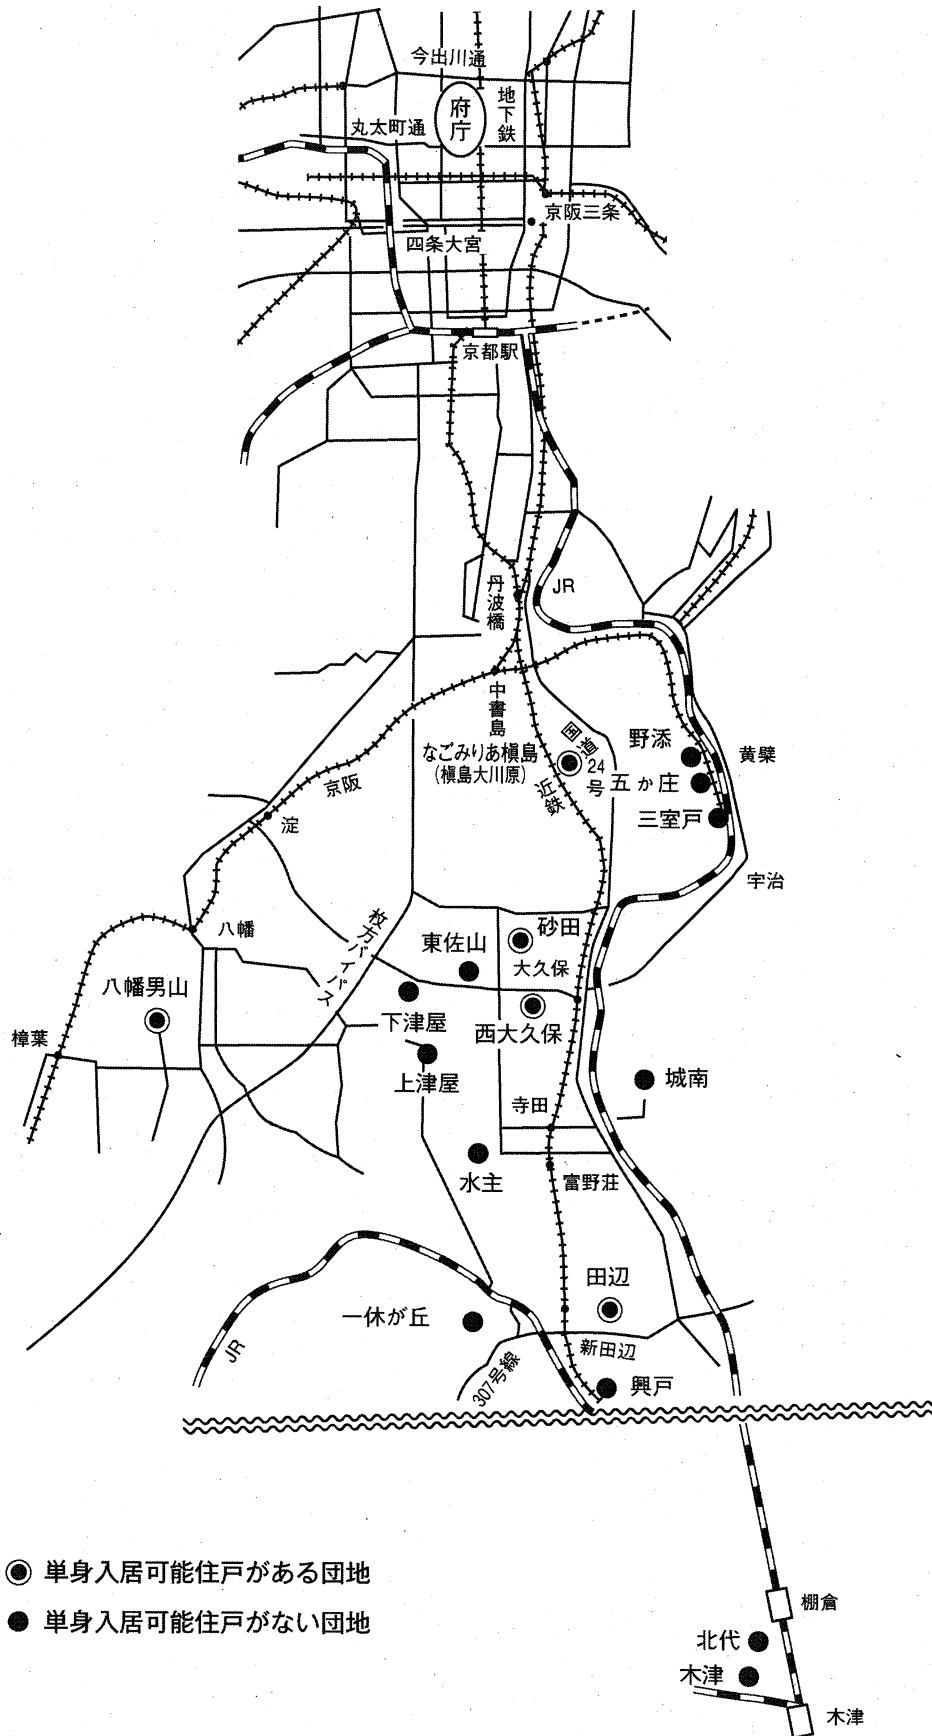 今出川通
地下鉄
府庁
丸太町通
京阪三条
四条大宮
京都駅
丹波橋
JR
中書島
国道24号
野添
黄檗
なごみりあ槇島
(槇島大川原)
近鉄
五か庄
京阪
三室戸
淀
宇治
八幡
枚方バイパス
東佐山
砂田
大久保
八幡男山
下津屋
西大久保
樟葉
上津屋
城南
寺田
水主
富野荘
田辺
一休が丘
JR
新田辺
307号線
興戸
単身入居可能住戸がある団地
単身入居可能住戸がない団地
棚倉
北代
木津
木津